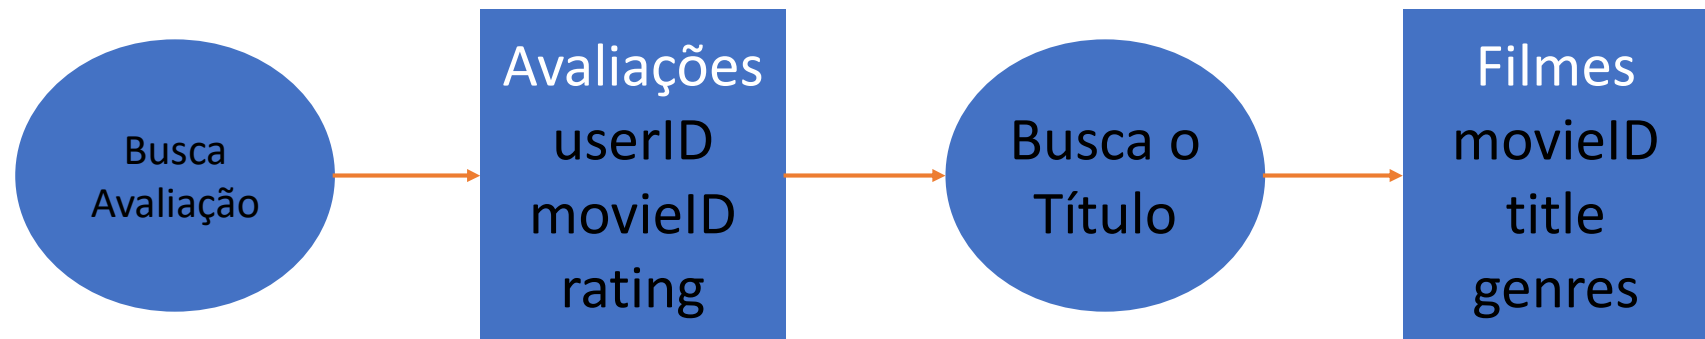 Busca
Avaliação
Avaliações
userID
movieID
rating
Busca o
Título
Filmes
movieID
title
genres